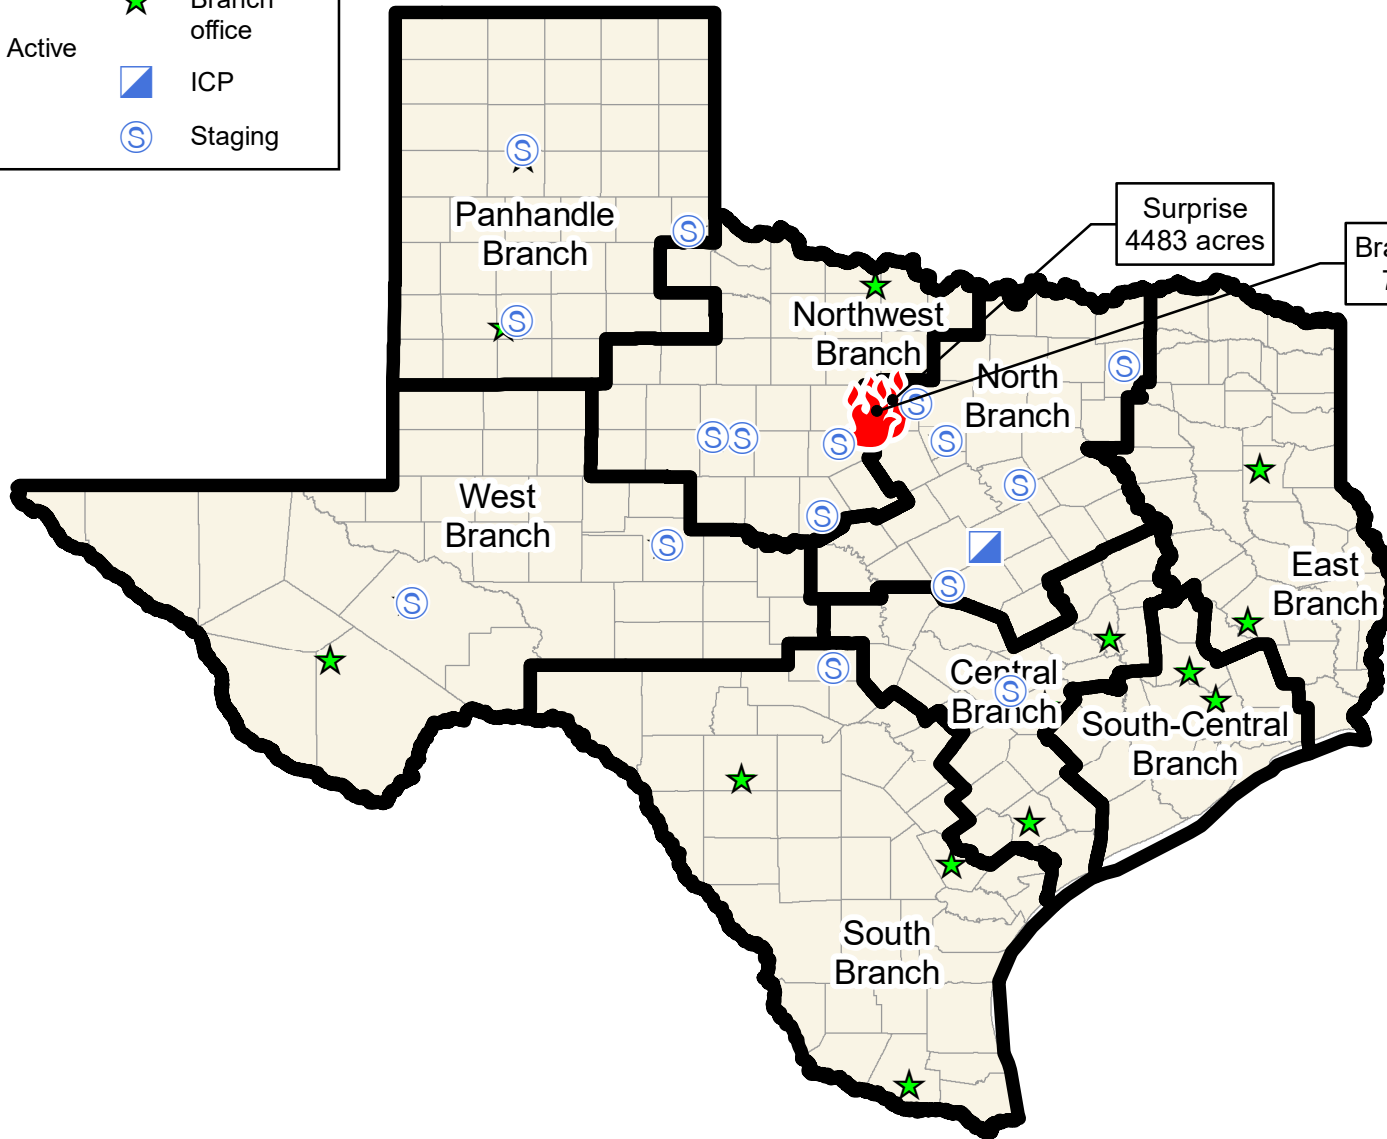 Branch
office
Active
ICP
S Staging
S
Panhandle
Branch
S
S
Surprise
4483 acres
Northwest
Branch
North
Branch
S
S
S
S
S
S
S
S
West
Branch
S
S
S
East
Branch
S
Central
Branch
S
South-Central
Branch
South
Branch